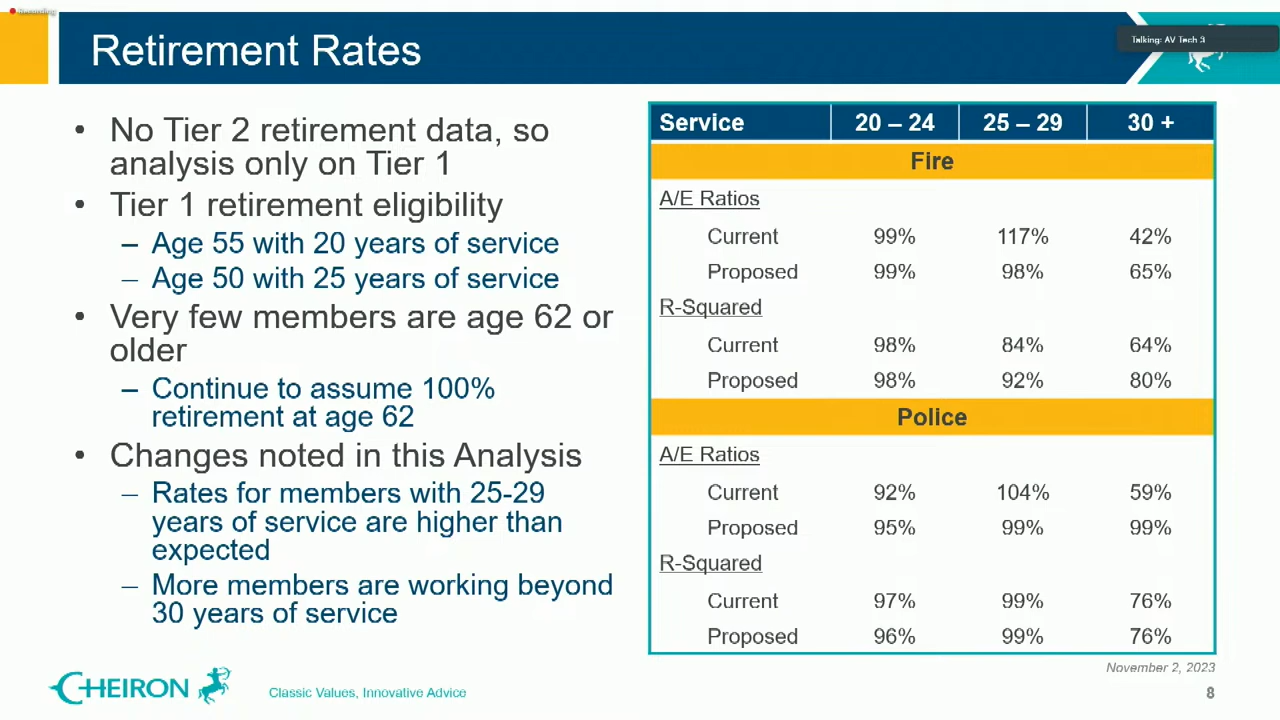 Recording
Talking: AV Tech 3
Retirement Rates
• No Tier 2 retirement data, so
analysis only on Tier 1
• Tier 1 retirement eligibility
– Age 55 with 20 years of service
– Age 50 with 25 years of service
• Very few members are age 62 or
older
– Continue to assume 100%
retirement at age 62
• Changes noted in this Analysis
– Rates for members with 25-29
years of service are higher than
expected
– More members are working beyond
30 years of service
Service 20 – 24 25 – 29 30 +
Fire
A/E Ratios
Current 99% 117% 42%
Proposed 99% 98% 65%
R-Squared
Current 98% 84% 64%
Proposed 98% 92% 80%
Police
A/E Ratios
Current 92% 104% 59%
Proposed 95% 99% 99%
R-Squared
Current 97% 99% 76%
Proposed 96% 99% 76%
November 2, 2023
CHEIRON
Classic Values, Innovative Advice
8